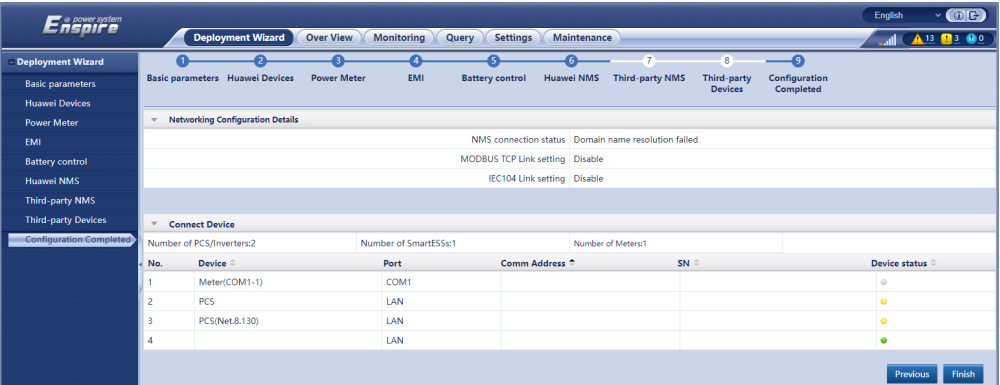 e power system
Enspire
English
Deployment Wizard Over View Monitoring Query Settings Maintenance
13 3 0
Deployment Wizard
Basic parameters
Huawei Devices
Power Meter
EMI
Battery control
Huawei NMS
Third-party NMS
Third-party Devices
Configuration Completed
1 2 3 4 5 6 7 8 9
Basic parameters Huawei Devices Power Meter EMI Battery control Huawei NMS Third-party NMS Third-party Configuration
Devices Completed
Networking Configuration Details
NMS connection status Domain name resolution failed
MODBUS TCP Link setting Disable
IEC104 Link setting Disable
Connect Device
Number of PCS/Inverters:2 Number of SmartESSs:1 Number of Meters:1
No. Device Port Comm Address SN Device status
1 Meter(COM1-1) COM1
2 PCS LAN
3 PCS(Net.8.130) LAN
4 LAN
Previous Finish